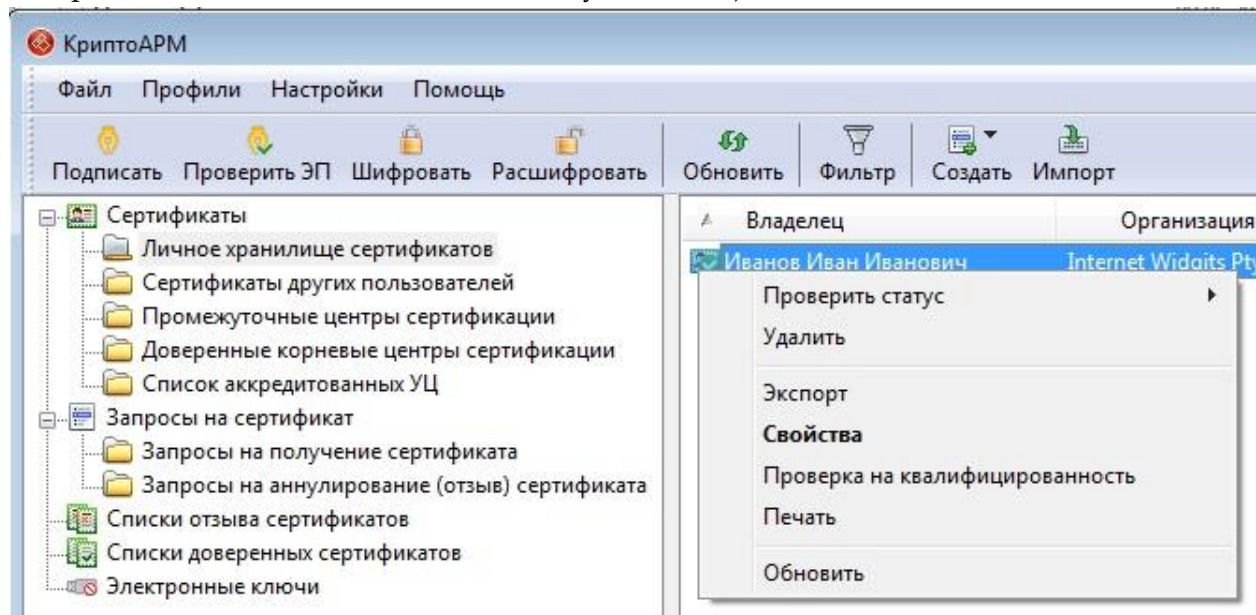 КриптоАРМ
Файл Профили Настройки Помощь
Подписать Проверить ЭП Шифровать Расшифровать Обновить Фильтр Создать Импорт
Сертификаты
Личное хранилище сертификатов
Сертификаты других пользователей
Промежуточные центры сертификации
Доверенные корневые центры сертификации
Список аккредитованных УЦ
Запросы на сертификат
Запросы на получение сертификата
Запросы на аннулирование (отзыв) сертификата
Списки отзыва сертификатов
Списки доверенных сертификатов
Электронные ключи
Владелец Организация
Иванов Иван Иванович Internet Widgits Pty
Проверить статус
Удалить
Экспорт
Свойства
Проверка на квалифицированность
Печать
Обновить